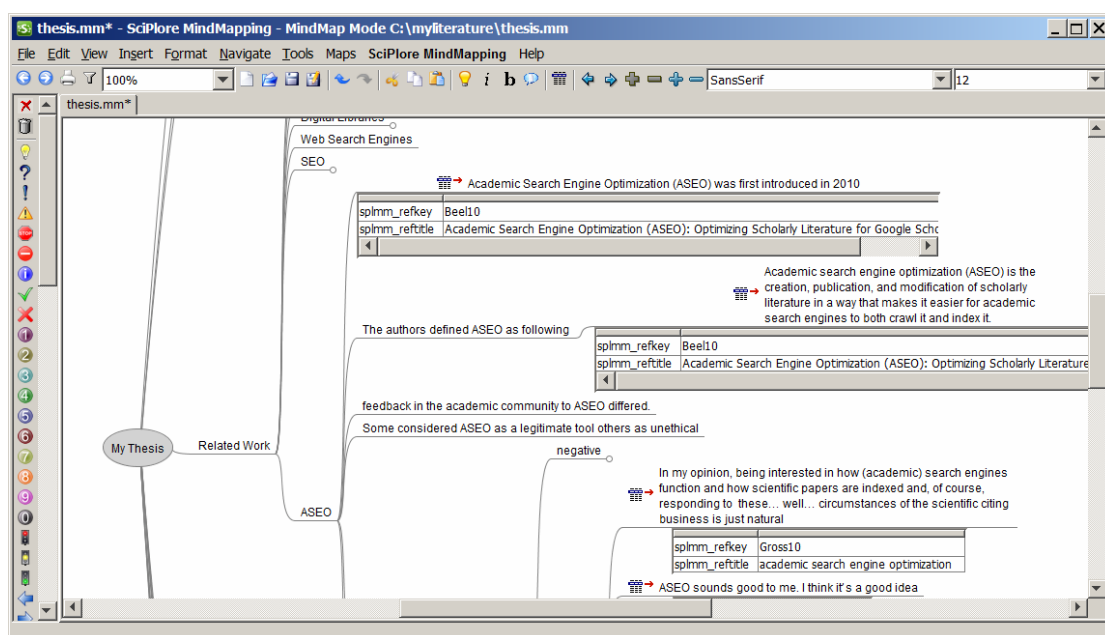 thesis.mm* - SciPlore MindMapping - MindMap Mode C:\myliterature\thesis.mm
File Edit View Insert Format Navigate Tools Maps SciPlore MindMapping Help
100%
SansSerif
12
thesis.mm*
Digital Libraries
Web Search Engines
SEO
Academic Search Engine Optimization (ASEO) was first introduced in 2010
splmm_refkey Beel10
splmm_reftitle Academic Search Engine Optimization (ASEO): Optimizing Scholarly Literature for Google Scho
Academic search engine optimization (ASEO) is the
creation, publication, and modification of scholarly
literature in a way that makes it easier for academic
search engines to both crawl it and index it.
The authors defined ASEO as following
splmm_refkey Beel10
splmm_reftitle Academic Search Engine Optimization (ASEO): Optimizing Scholarly Literature
feedback in the academic community to ASEO differed.
Some considered ASEO as a legitimate tool others as unethical
My Thesis
Related Work
negative
In my opinion, being interested in how (academic) search engines
function and how scientific papers are indexed and, of course,
responding to these... well... circumstances of the scientific citing
business is just natural
ASEO
splmm_refkey Gross10
splmm_reftitle academic search engine optimization
ASEO sounds good to me. I think it's a good idea